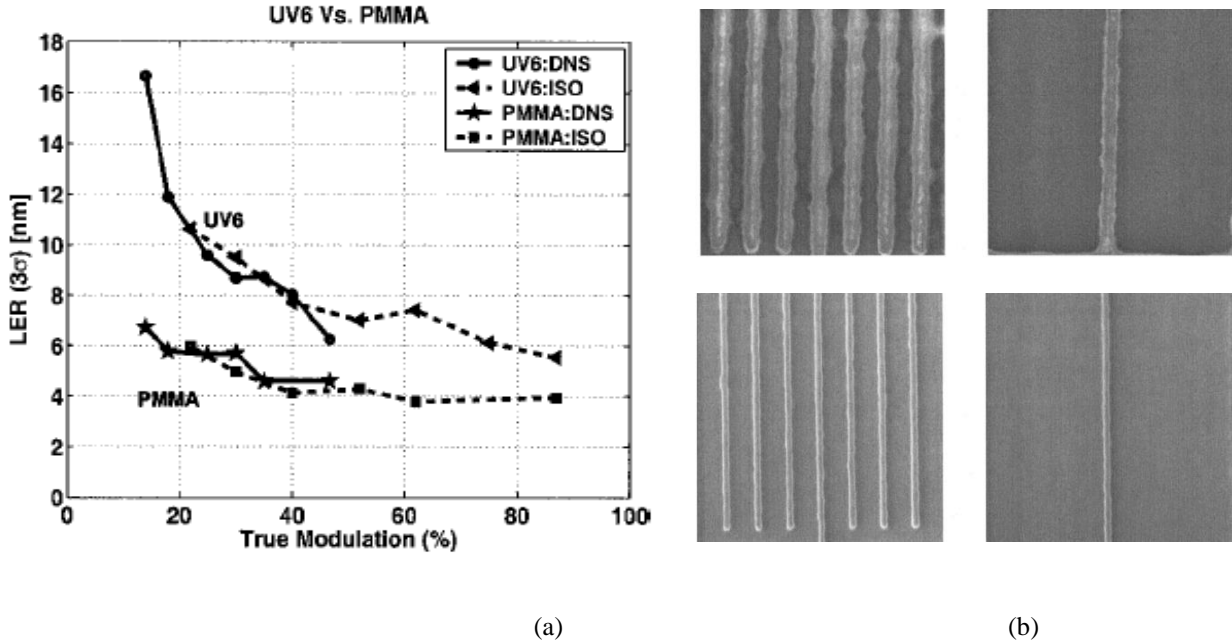 UV6 Vs. PMMA
18
16
14
12
10
8
6
4
2
0
LER (3σ) [nm]
UV6:DNS
UV6:ISO
PMMA:DNS
PMMA:ISO
UV6
PMMA
0 20 40 60 80 100
True Modulation (%)
(a) (b)